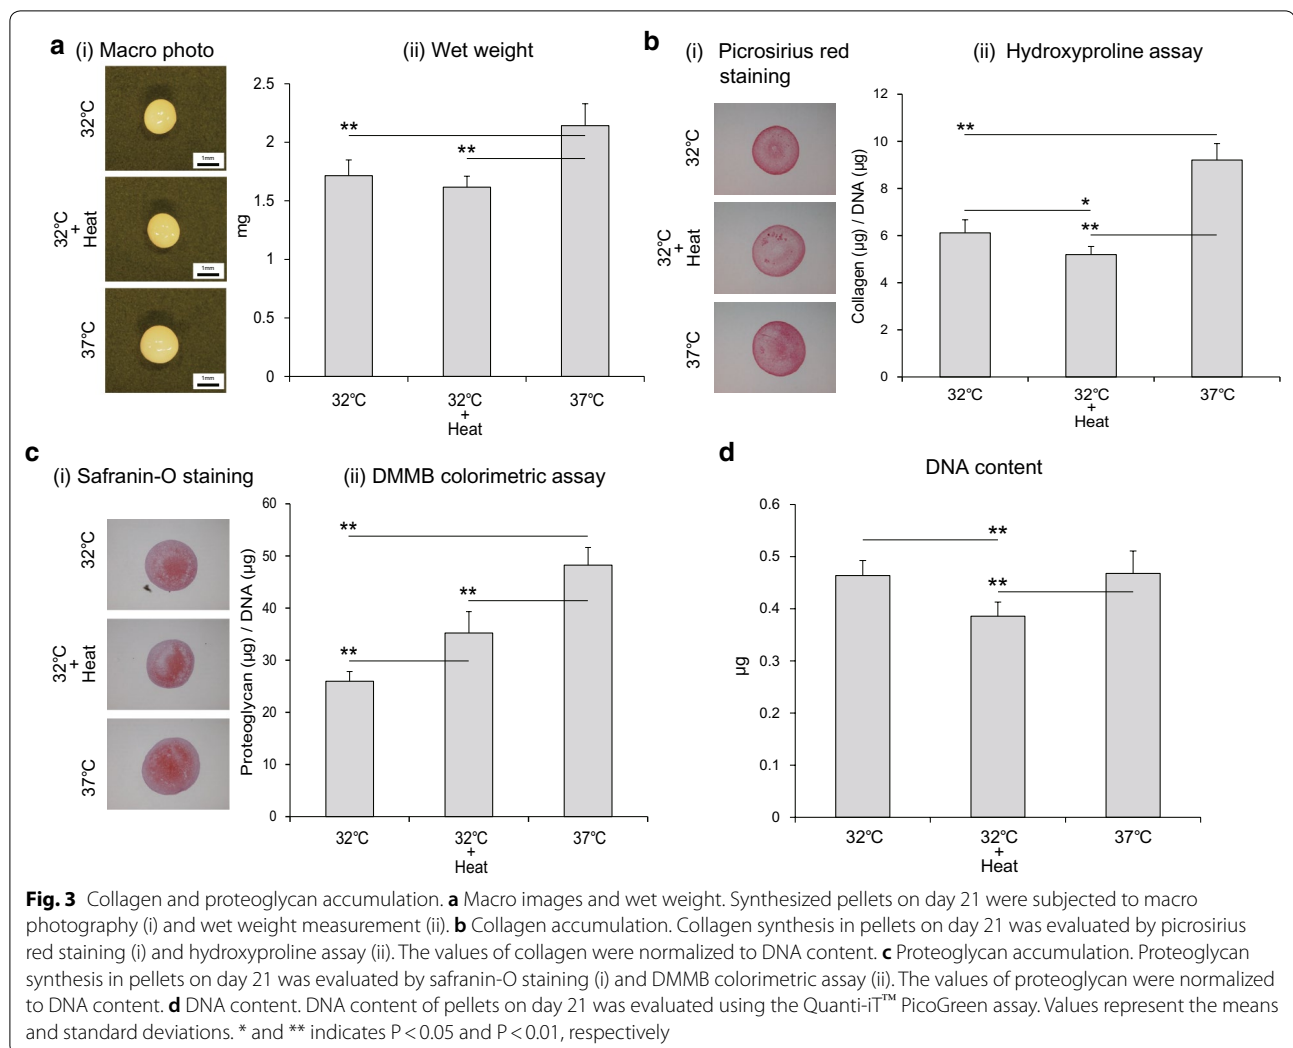 a (i) Macro photo (ii) Wet weight
32℃
32℃
+
Heat
37℃
1mm
1mm
1mm
mg
2.5
2
1.5
1
0.5
0
**
**
32℃ 32℃ 37℃
+
Heat
b (i) Picrosirius red
staining
(ii) Hydroxyproline assay
32℃
32℃
+
Heat
37℃
Collagen (µg) / DNA (µg)
12
10
8
6
4
2
0
**
*
**
32℃ 32℃ 37℃
+
Heat
c
(i) Safranin-O staining (ii) DMMB colorimetric assay
32℃
32℃
+
Heat
37℃
Proteoglycan (µg) / DNA (µg)
60
50
40
30
20
10
0
**
**
**
32℃ 32℃ 37℃
+
Heat
d
DNA content
µg
0.6
0.5
0.4
0.3
0.2
0.1
0
**
**
32℃ 32℃ 37℃
+
Heat
Fig. 3 Collagen and proteoglycan accumulation. a Macro images and wet weight. Synthesized pellets on day 21 were subjected to macro
photography (i) and wet weight measurement (ii). b Collagen accumulation. Collagen synthesis in pellets on day 21 was evaluated by picrosirius
red staining (i) and hydroxyproline assay (ii). The values of collagen were normalized to DNA content. c Proteoglycan accumulation. Proteoglycan
synthesis in pellets on day 21 was evaluated by safranin-O staining (i) and DMMB colorimetric assay (ii). The values of proteoglycan were normalized
to DNA content. d DNA content. DNA content of pellets on day 21 was evaluated using the Quanti-iT™ PicoGreen assay. Values represent the means
and standard deviations. * and ** indicates P < 0.05 and P < 0.01, respectively